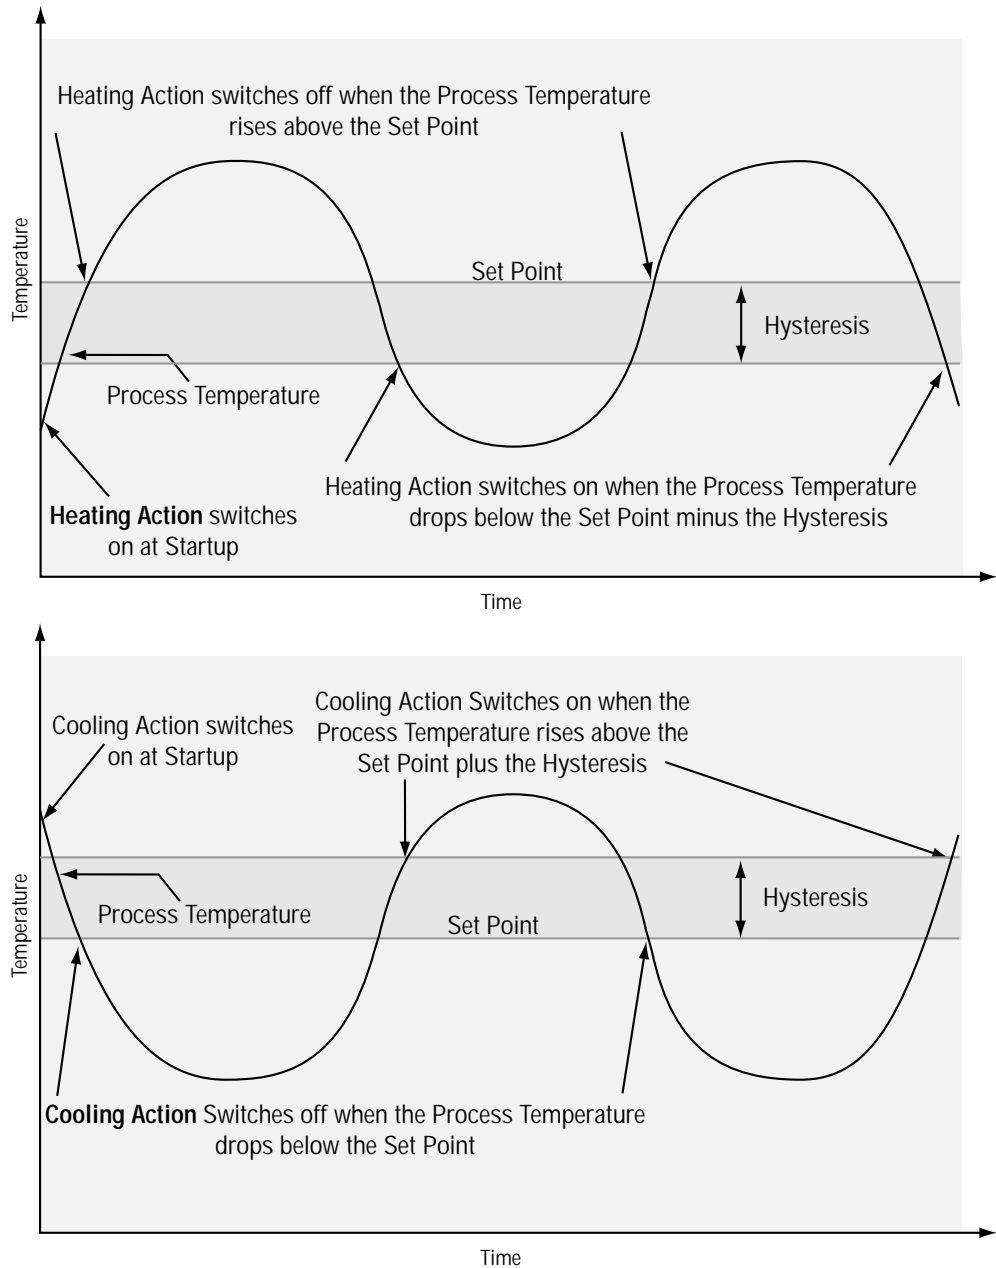 Heating Action switches off when the Process Temperature
rises above the Set Point
Temperature
Set Point
Hysteresis
Process Temperature
Heating Action switches
on at Startup
Heating Action switches on when the Process Temperature
drops below the Set Point minus the Hysteresis
Time
Cooling Action switches
on at Startup
Cooling Action Switches on when the
Process Temperature rises above the
Set Point plus the Hysteresis
Temperature
Hysteresis
Process Temperature
Set Point
Cooling Action Switches off when the Process Temperature
drops below the Set Point
Time